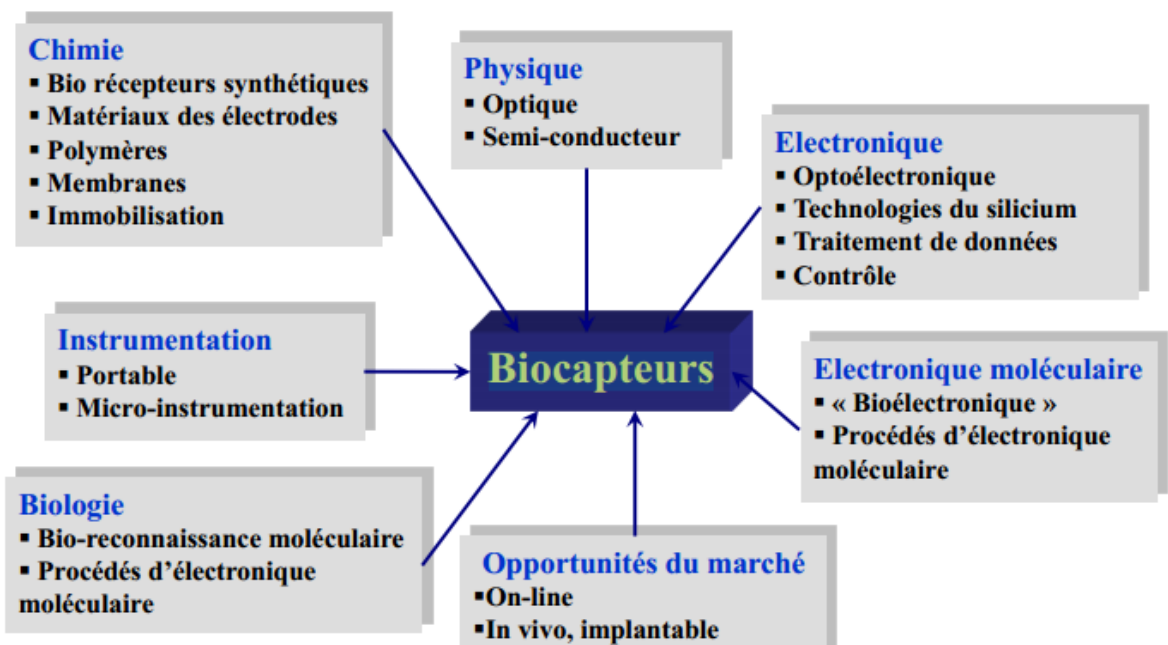 Chimie
▪ Bio récepteurs synthétiques
▪ Matériaux des électrodes
▪ Polymères
▪ Membranes
▪ Immobilisation
Physique
▪ Optique
▪ Semi-conducteur
Electronique
▪ Optoélectronique
▪ Technologies du silicium
▪ Traitement de données
▪ Contrôle
Instrumentation
▪ Portable
▪ Micro-instrumentation
Biocapteurs
Electronique moléculaire
▪ « Bioélectronique »
▪ Procédés d’électronique
moléculaire
Biologie
▪ Bio-reconnaissance moléculaire
▪ Procédés d’électronique
moléculaire
Opportunités du marché
▪On-line
▪In vivo, implantable